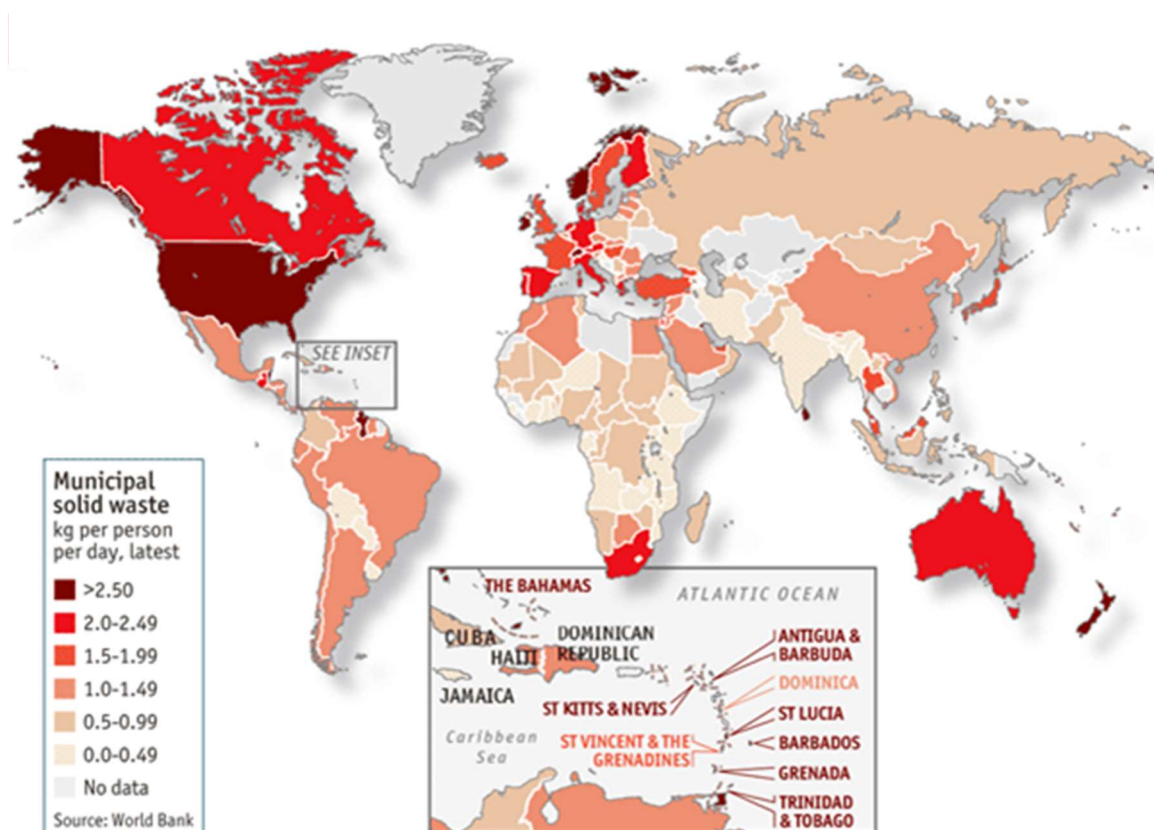 SEE INSET
Municipal
solid waste
kg per person
per day, latest
>2.50
2.0-2.49
1.5-1.99
1.0-1.49
0.5-0.99
0.0-0.49
No data
Source: World Bank
THE BAHAMAS
ATLANTIC OCEAN
CUBA
DOMINICAN
REPUBLIC
HAIJI
JAMAICA
ANTIGUA &
BARBUDA
DOMINICA
ST KITTS & NEVIS
ST LUCIA
Caribbean
Sea
ST VINCENT & THE
GRENADINES
BARBADOS
GRENADA
TRINIDAD
& TOBAGO